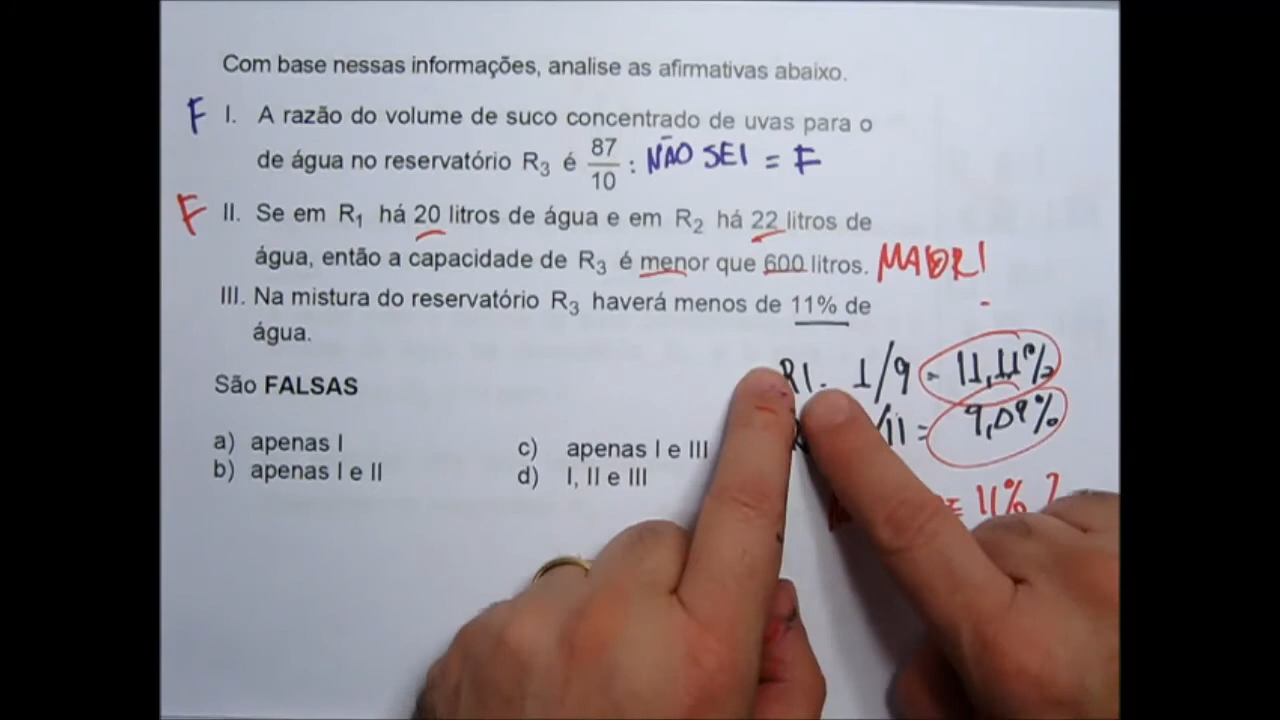 Com base nessas informações, analise as afirmativas abaixo.
F I. A razão do volume de suco concentrado de uvas para o
de água no reservatório R3 é 87/10 : NÃO SEI = F
F II. Se em R1 há 20 litros de água e em R2 há 22 litros de
água, então a capacidade de R3 é menor que 600 litros. MAIOR!
III. Na mistura do reservatório R3 haverá menos de 11% de
água.
R1. 1/9 = 11,11%
São FALSAS
/11 = 9,09%
a) apenas I c) apenas I e III
b) apenas I e II d) I, II e III
= 11% ?